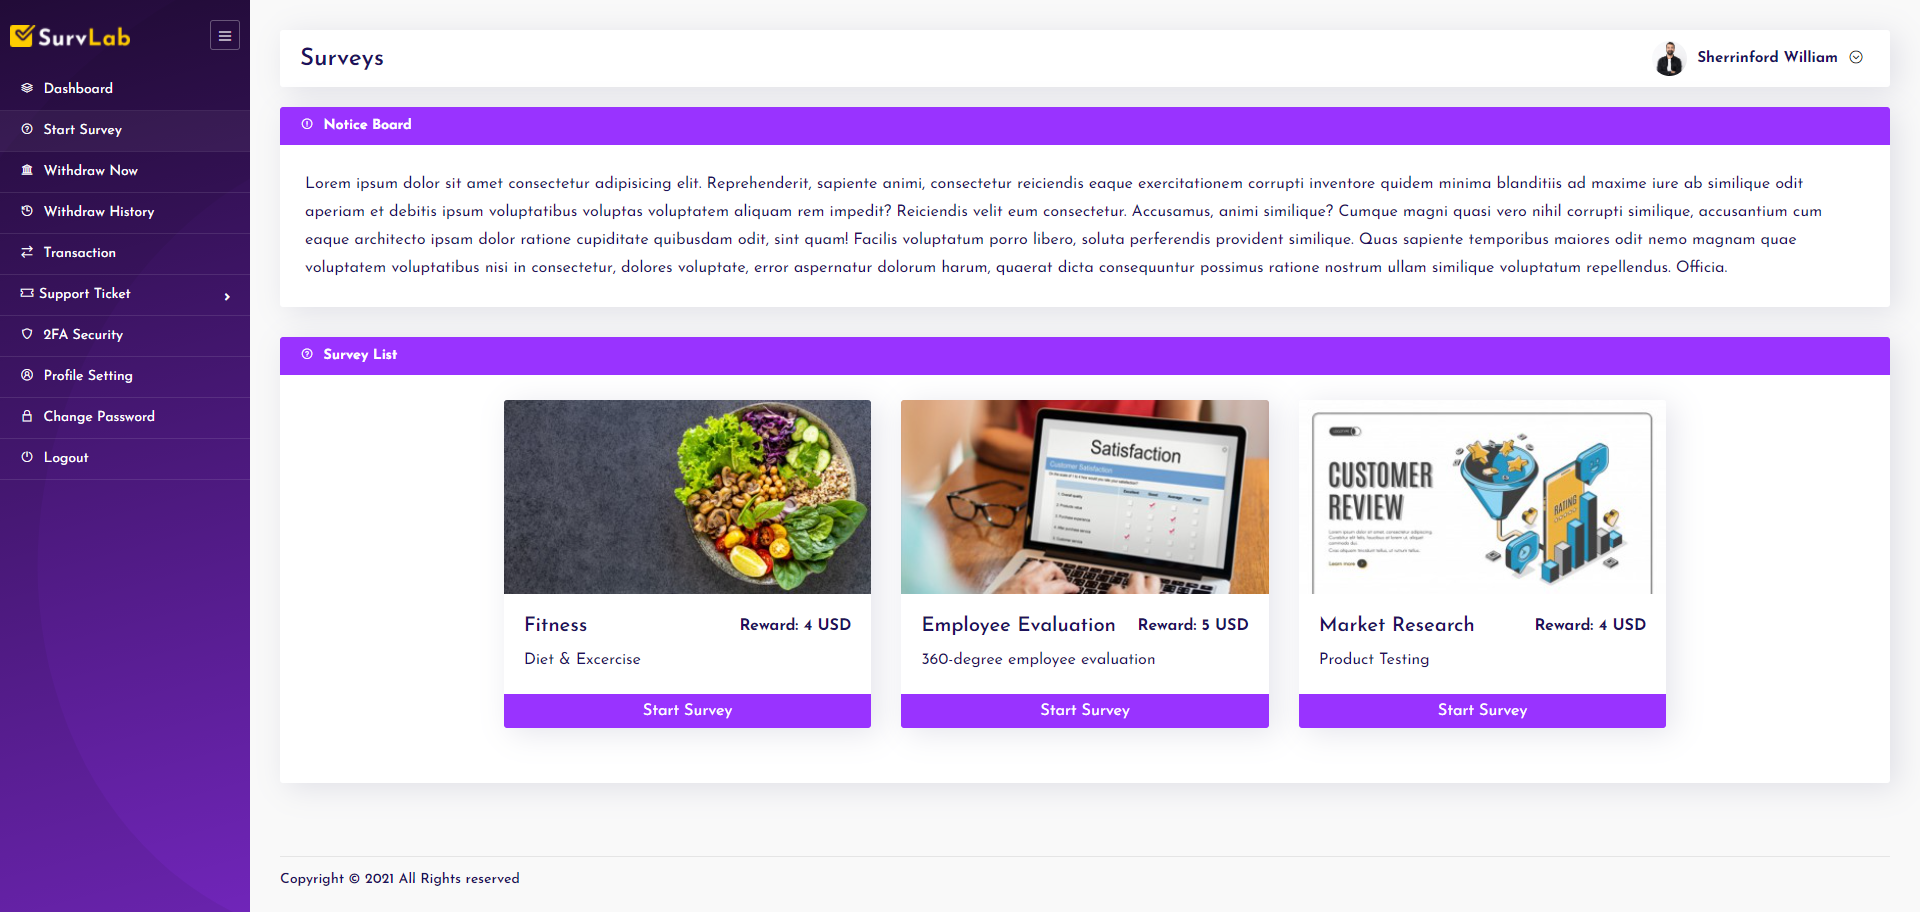 SurvLab
Dashboard
Start Survey
Withdraw Now
Withdraw History
Transaction
Support Ticket
2FA Security
Profile Setting
Change Password
Logout
Surveys
Sherrinford William
Notice Board
Lorem ipsum dolor sit amet consectetur adipisicing elit. Reprehenderit, sapiente animi, consectetur reiciendis eaque exercitationem corrupti inventore quidem minima blanditiis ad maxime iure ab similique odit
aperiam et debitis ipsum voluptatibus voluptas voluptatem aliquam rem impedit? Reiciendis velit eum consectetur. Accusamus, animi similique? Cumque magni quasi vero nihil corrupti similique, accusantium cum
eaque architecto ipsam dolor ratione cupiditate quibusdam odit, sint quam! Facilis voluptatum porro libero, soluta perferendis provident similique. Quas sapiente temporibus maiores odit nemo magnam quae
voluptatem voluptatibus nisi in consectetur, dolores voluptate, error aspernatur dolorum harum, quaerat dicta consequuntur possimus ratione nostrum ullam similique voluptatum repellendus. Officia.
Survey List
Satisfaction
Customer Satisfaction
CUSTOMER
REVIEW
RATING
Learn more
Fitness
Reward: 4 USD
Diet & Excercise
Start Survey
Employee Evaluation
Reward: 5 USD
360-degree employee evaluation
Start Survey
Market Research
Reward: 4 USD
Product Testing
Start Survey
Copyright © 2021 All Rights reserved